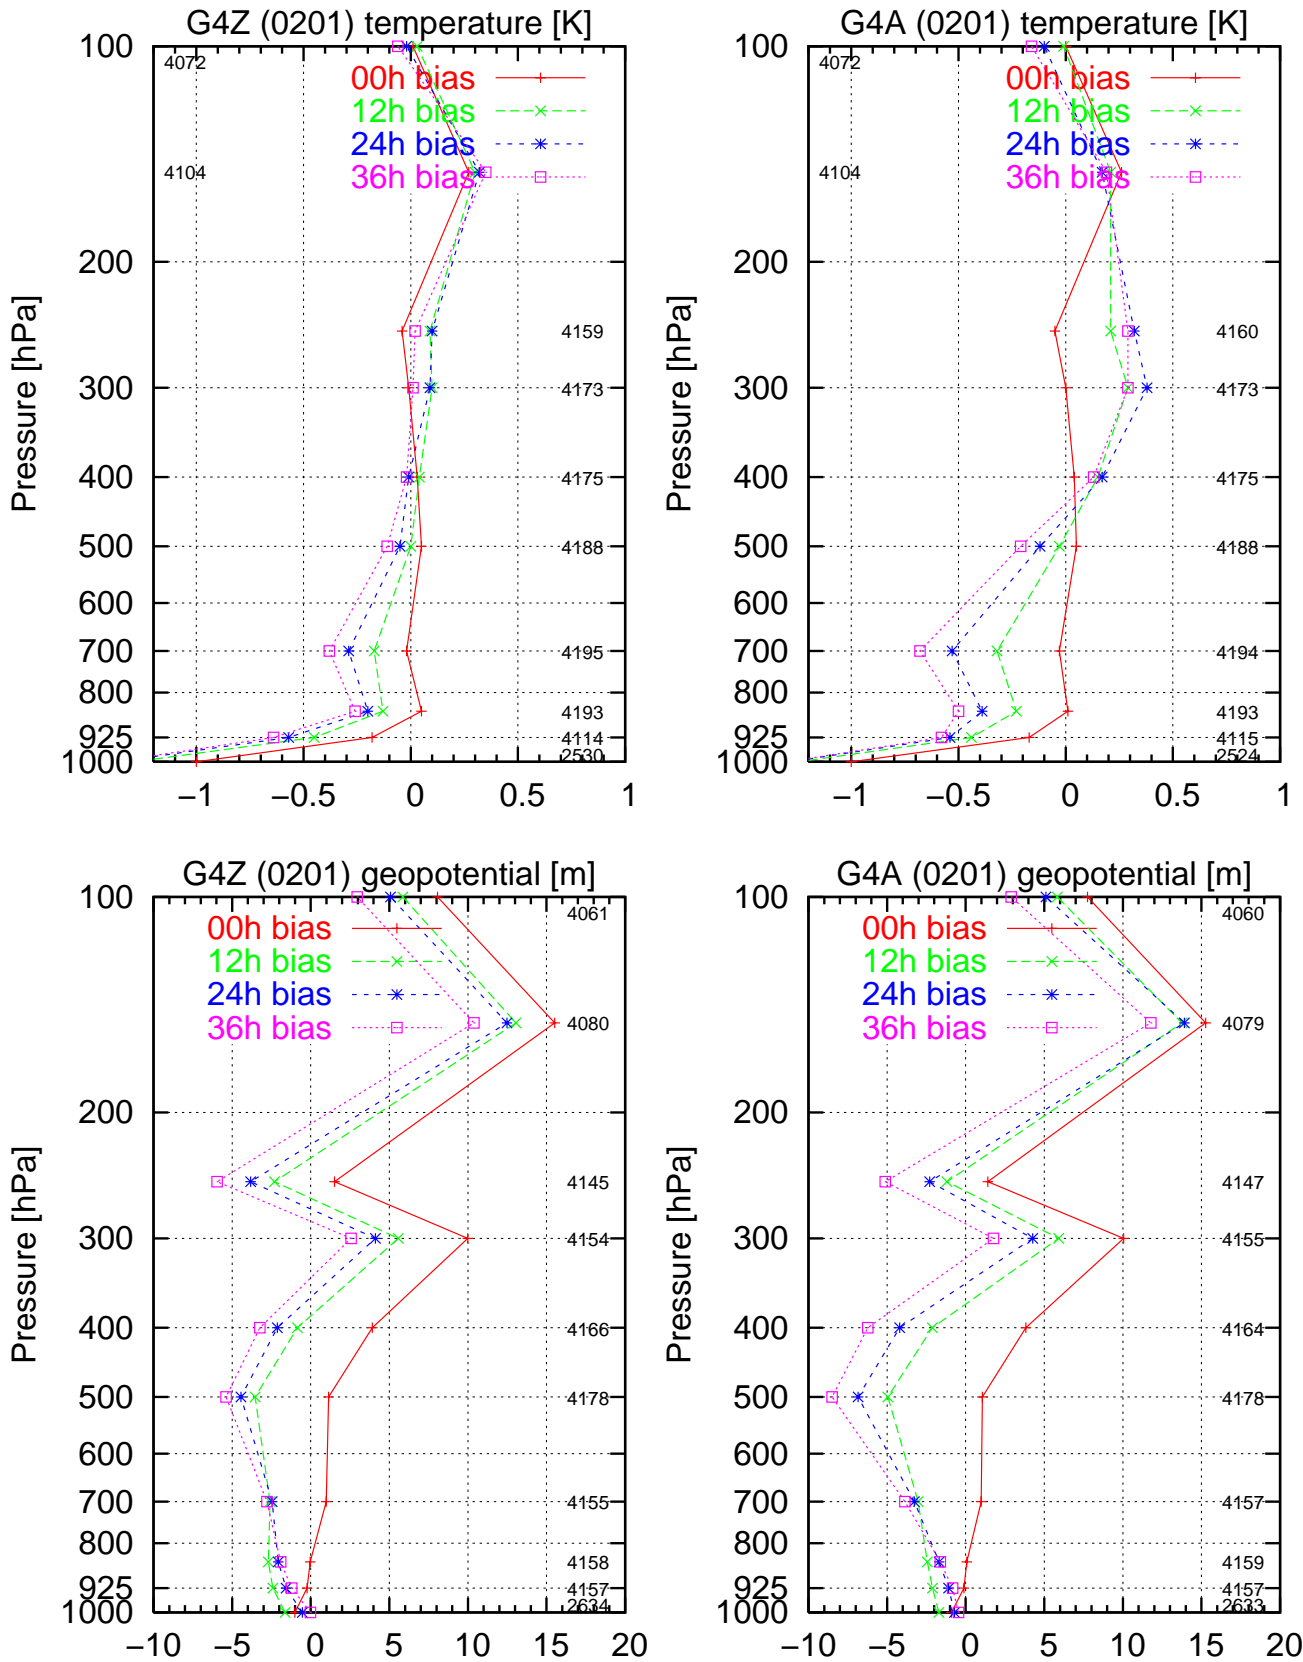 G4Z (0201) temperature [K]
100
4072
00h bias
12h bias
24h bias
36h bias
4104
200
4159
300
4173
400
4175
500
4188
600
700
4195
800
4193
925
4114
1000
2530
−1 −0.5 0 0.5 1
Pressure [hPa]
G4A (0201) temperature [K]
100
4072
00h bias
12h bias
24h bias
36h bias
4104
200
4160
300
4173
400
4175
500
4188
600
700
4194
800
4193
925
4115
1000
2524
−1 −0.5 0 0.5 1
Pressure [hPa]
G4Z (0201) geopotential [m]
100
4061
00h bias
12h bias
24h bias
36h bias
4080
200
4145
300
4154
400
4166
500
4178
600
700
4155
800
4158
925
4157
1000
2634
−10 −5 0 5 10 15 20
Pressure [hPa]
G4A (0201) geopotential [m]
100
4060
00h bias
12h bias
24h bias
36h bias
4079
200
4147
300
4155
400
4164
500
4178
600
700
4157
800
4159
925
4157
1000
2633
−10 −5 0 5 10 15 20
Pressure [hPa]